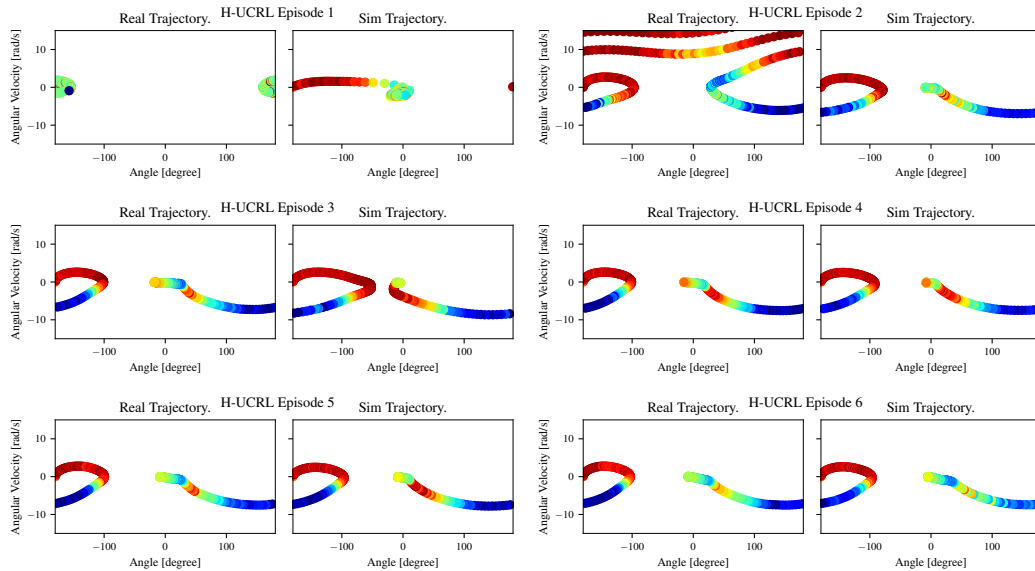 H-UCRL Episode 1
Real Trajectory.
Sim Trajectory.
Angular Velocity [rad/s]
10
0
−10
−100
0
100
−100
0
100
Angle [degree]
Angle [degree]
H-UCRL Episode 2
Real Trajectory.
Sim Trajectory.
Angular Velocity [rad/s]
10
0
−10
−100
0
100
−100
0
100
Angle [degree]
Angle [degree]
H-UCRL Episode 3
Real Trajectory.
Sim Trajectory.
Angular Velocity [rad/s]
10
0
−10
−100
0
100
−100
0
100
Angle [degree]
Angle [degree]
H-UCRL Episode 4
Real Trajectory.
Sim Trajectory.
Angular Velocity [rad/s]
10
0
−10
−100
0
100
−100
0
100
Angle [degree]
Angle [degree]
H-UCRL Episode 5
Real Trajectory.
Sim Trajectory.
Angular Velocity [rad/s]
10
0
−10
−100
0
100
−100
0
100
Angle [degree]
Angle [degree]
H-UCRL Episode 6
Real Trajectory.
Sim Trajectory.
Angular Velocity [rad/s]
10
0
−10
−100
0
100
−100
0
100
Angle [degree]
Angle [degree]